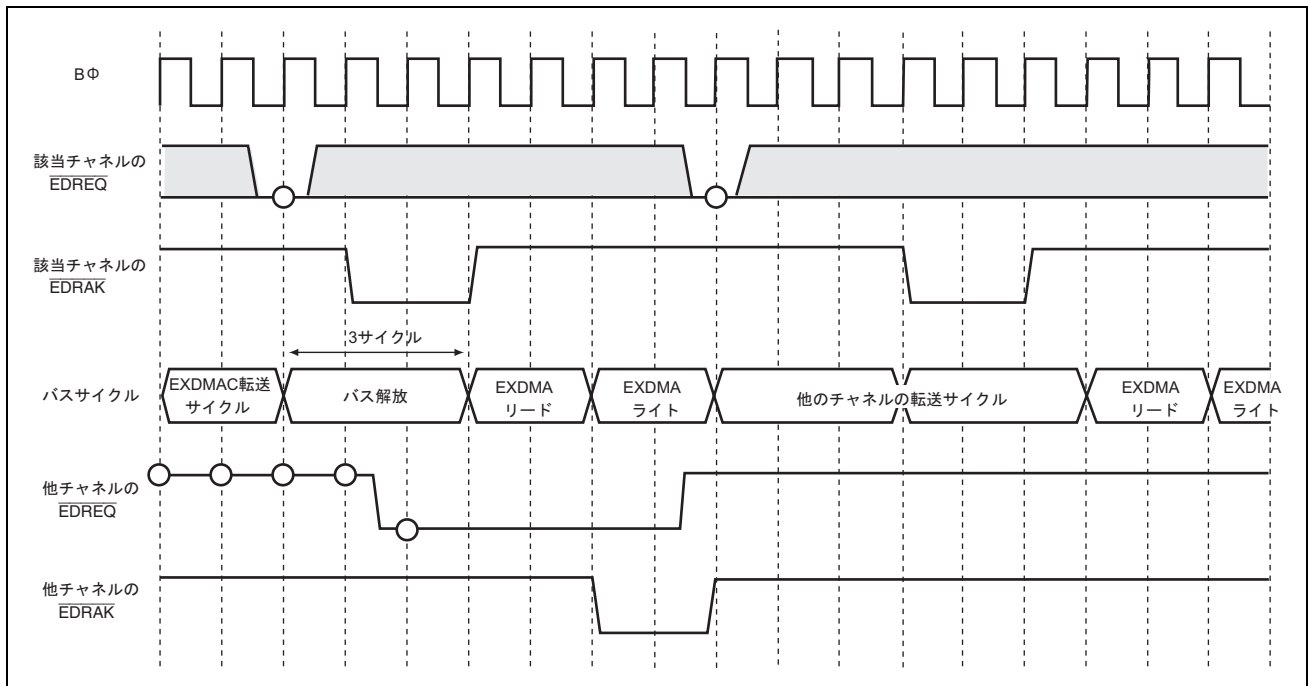 BΦ
該当チャネルの
EDREQ
該当チャネルの
EDRAK
3サイクル
バスサイクル
EXDMAC転送
サイクル
バス解放
EXDMA
リード
EXDMA
ライト
他のチャネルの転送サイクル
EXDMA
リード
EXDMA
ライト
他チャネルの
EDREQ
他チャネルの
EDRAK